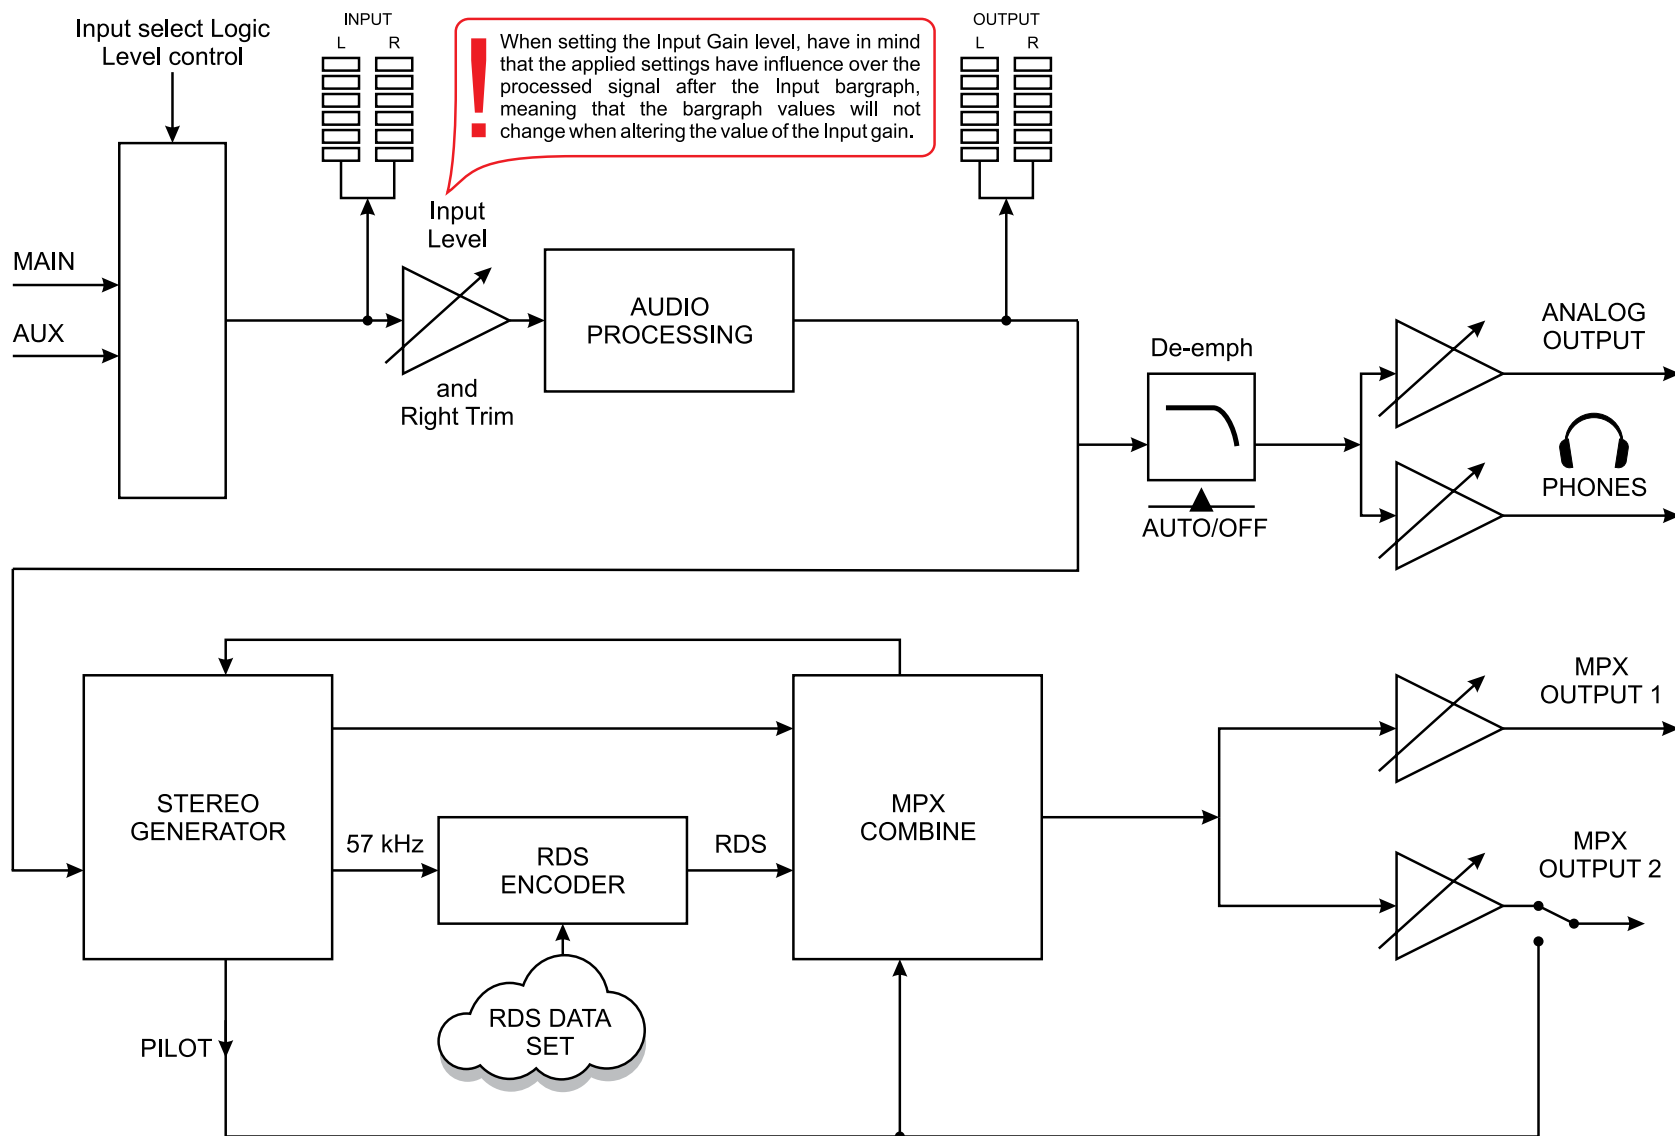 Input select Logic
Level control
INPUT
L R
When setting the Input Gain level, have in mind
that the applied settings have influence over the
processed signal after the Input bargraph,
meaning that the bargraph values will not
change when altering the value of the Input gain.
!
OUTPUT
L R
MAIN
AUX
Input
Level
and
Right Trim
AUDIO
PROCESSING
De-emph
AUTO/OFF
ANALOG
OUTPUT
PHONES
STEREO
GENERATOR
57 kHz
RDS
ENCODER
RDS
MPX
COMBINE
MPX
OUTPUT 1
MPX
OUTPUT 2
RDS DATA
SET
PILOT